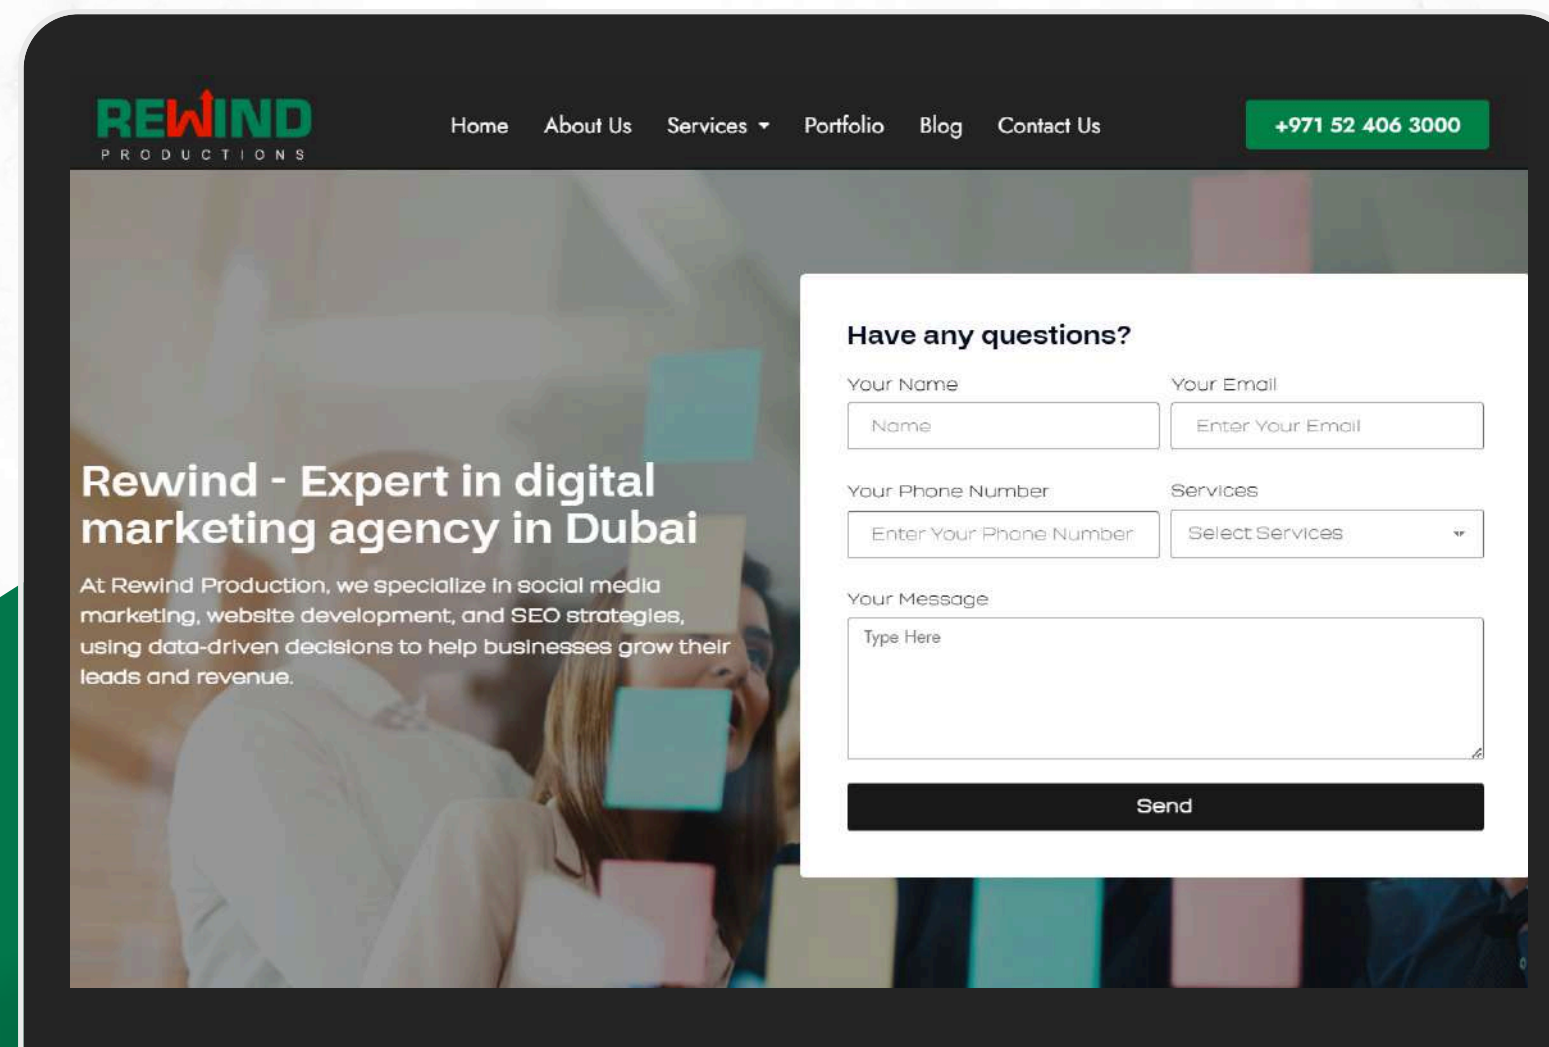 REWIND
PRODUCTIONS
Home About Us Services Portfolio Blog Contact Us
+971 52 406 3000
Rewind - Expert in digital
marketing agency in Dubai
At Rewind Production, we specialize in social media
marketing, website development, and SEO strategies,
using data-driven decisions to help businesses grow their
leads and revenue.
Have any questions?
Your Name Your Email
Name Enter Your Email
Your Phone Number Services
Enter Your Phone Number Select Services
Your Message
Type Here
Send